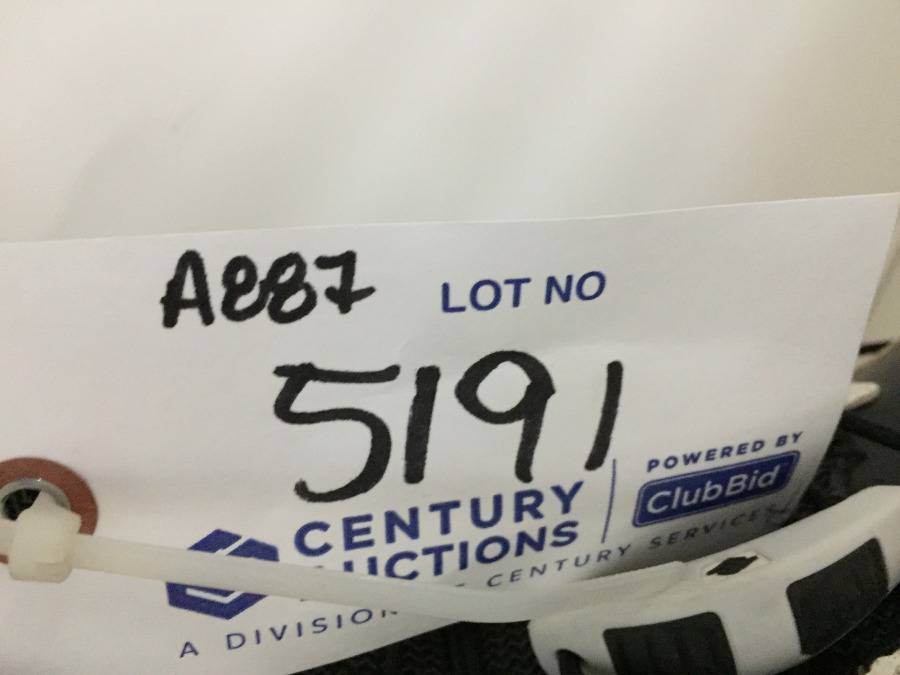 A887 LOT NO
5191
CENTURY
AUCTIONS
POWERED BY
ClubBid
A DIVISION CENTURY SERVICES